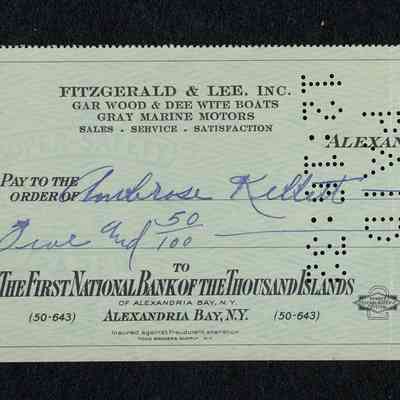 FITZGERALD & LEE, INC.
GAR WOOD & DEE WITE BOATS
GRAY MARINE MOTORS
SALES - SERVICE - SATISFACTION
ALEXAN
PAY TO THE
ORDER OF Ambrose Kellett
Five and 50/100
TO
THE FIRST NATIONAL BANK OF THE THOUSAND ISLANDS
OF ALEXANDRIA BAY, N.Y.
(50-643) ALEXANDRIA BAY, N.Y. (50-643)
Insured against fraudulent alteration